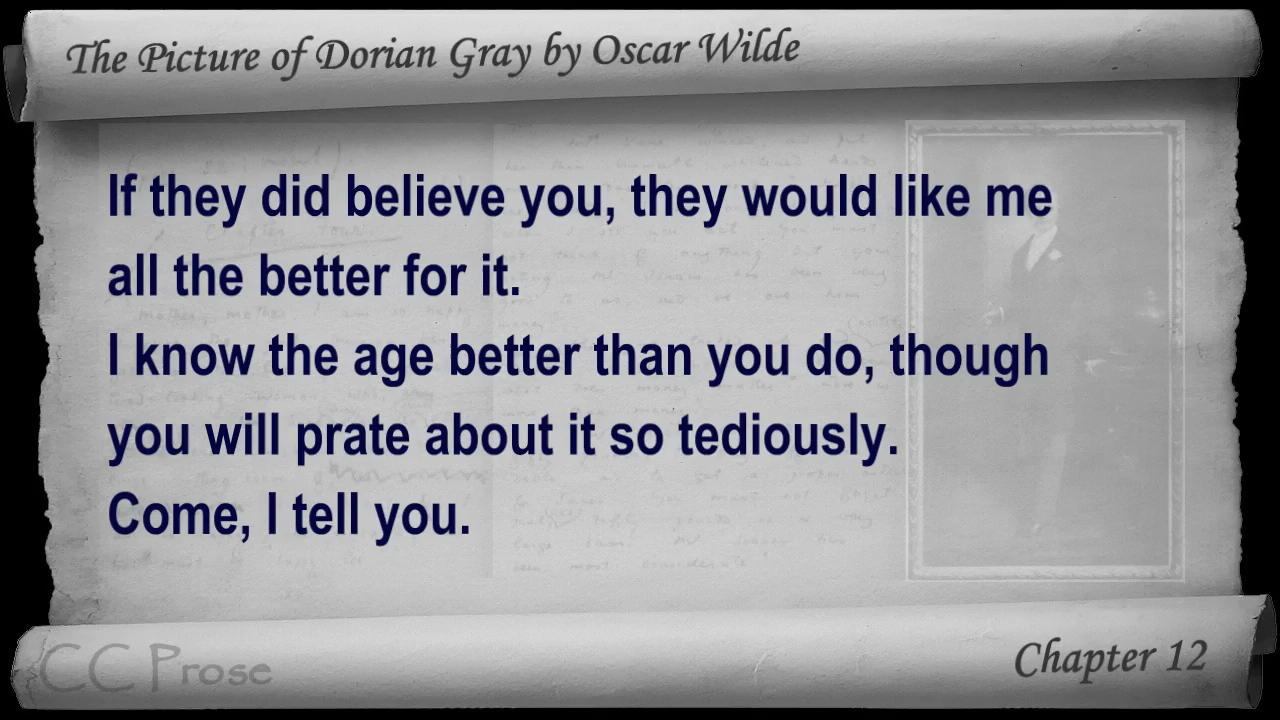 The Picture of Dorian Gray by Oscar Wilde
If they did believe you, they would like me
all the better for it.
I know the age better than you do, though
you will prate about it so tediously.
Come, I tell you.
CC Prose
Chapter 12